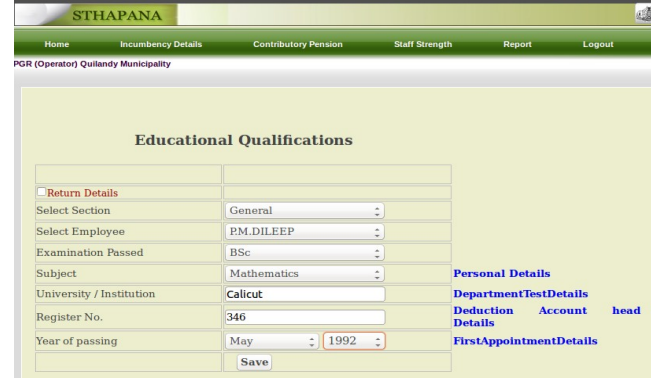 STHAPANA
Home Incumbency Details Contributory Pension Staff Strength Report Logout
PGR (Operator) Quilandy Municipality
Educational Qualifications
Return Details
Select Section General
Select Employee P.M.DILEEP
Examination Passed BSc
Subject Mathematics Personal Details
University / Institution Calicut DepartmentTestDetails
Register No. 346 Deduction Account head
Details
Year of passing May 1992 FirstAppointmentDetails
Save